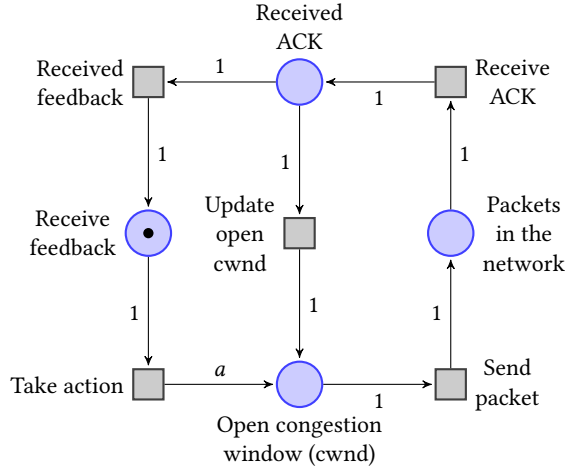 Received
ACK
Received
feedback
1
1
Receive
ACK
1
1
1
Receive
feedback
Update
open
cwnd
Packets
in the
network
1
1
1
Take action
a
1
Send
packet
Open congestion
window (cwnd)